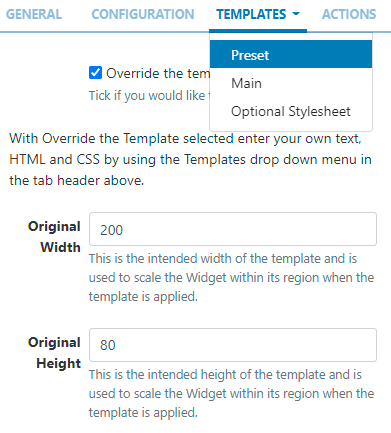 GENERAL CONFIGURATION TEMPLATES ACTIONS
Preset
Main
Optional Stylesheet
Override the tem
Tick if you would like
With Override the Template selected enter your own text,
HTML and CSS by using the Templates drop down menu in
the tab header above.
Original
Width
200
This is the intended width of the template and is
used to scale the Widget within its region when the
template is applied.
Original
Height
80
This is the intended height of the template and is
used to scale the Widget within its region when the
template is applied.